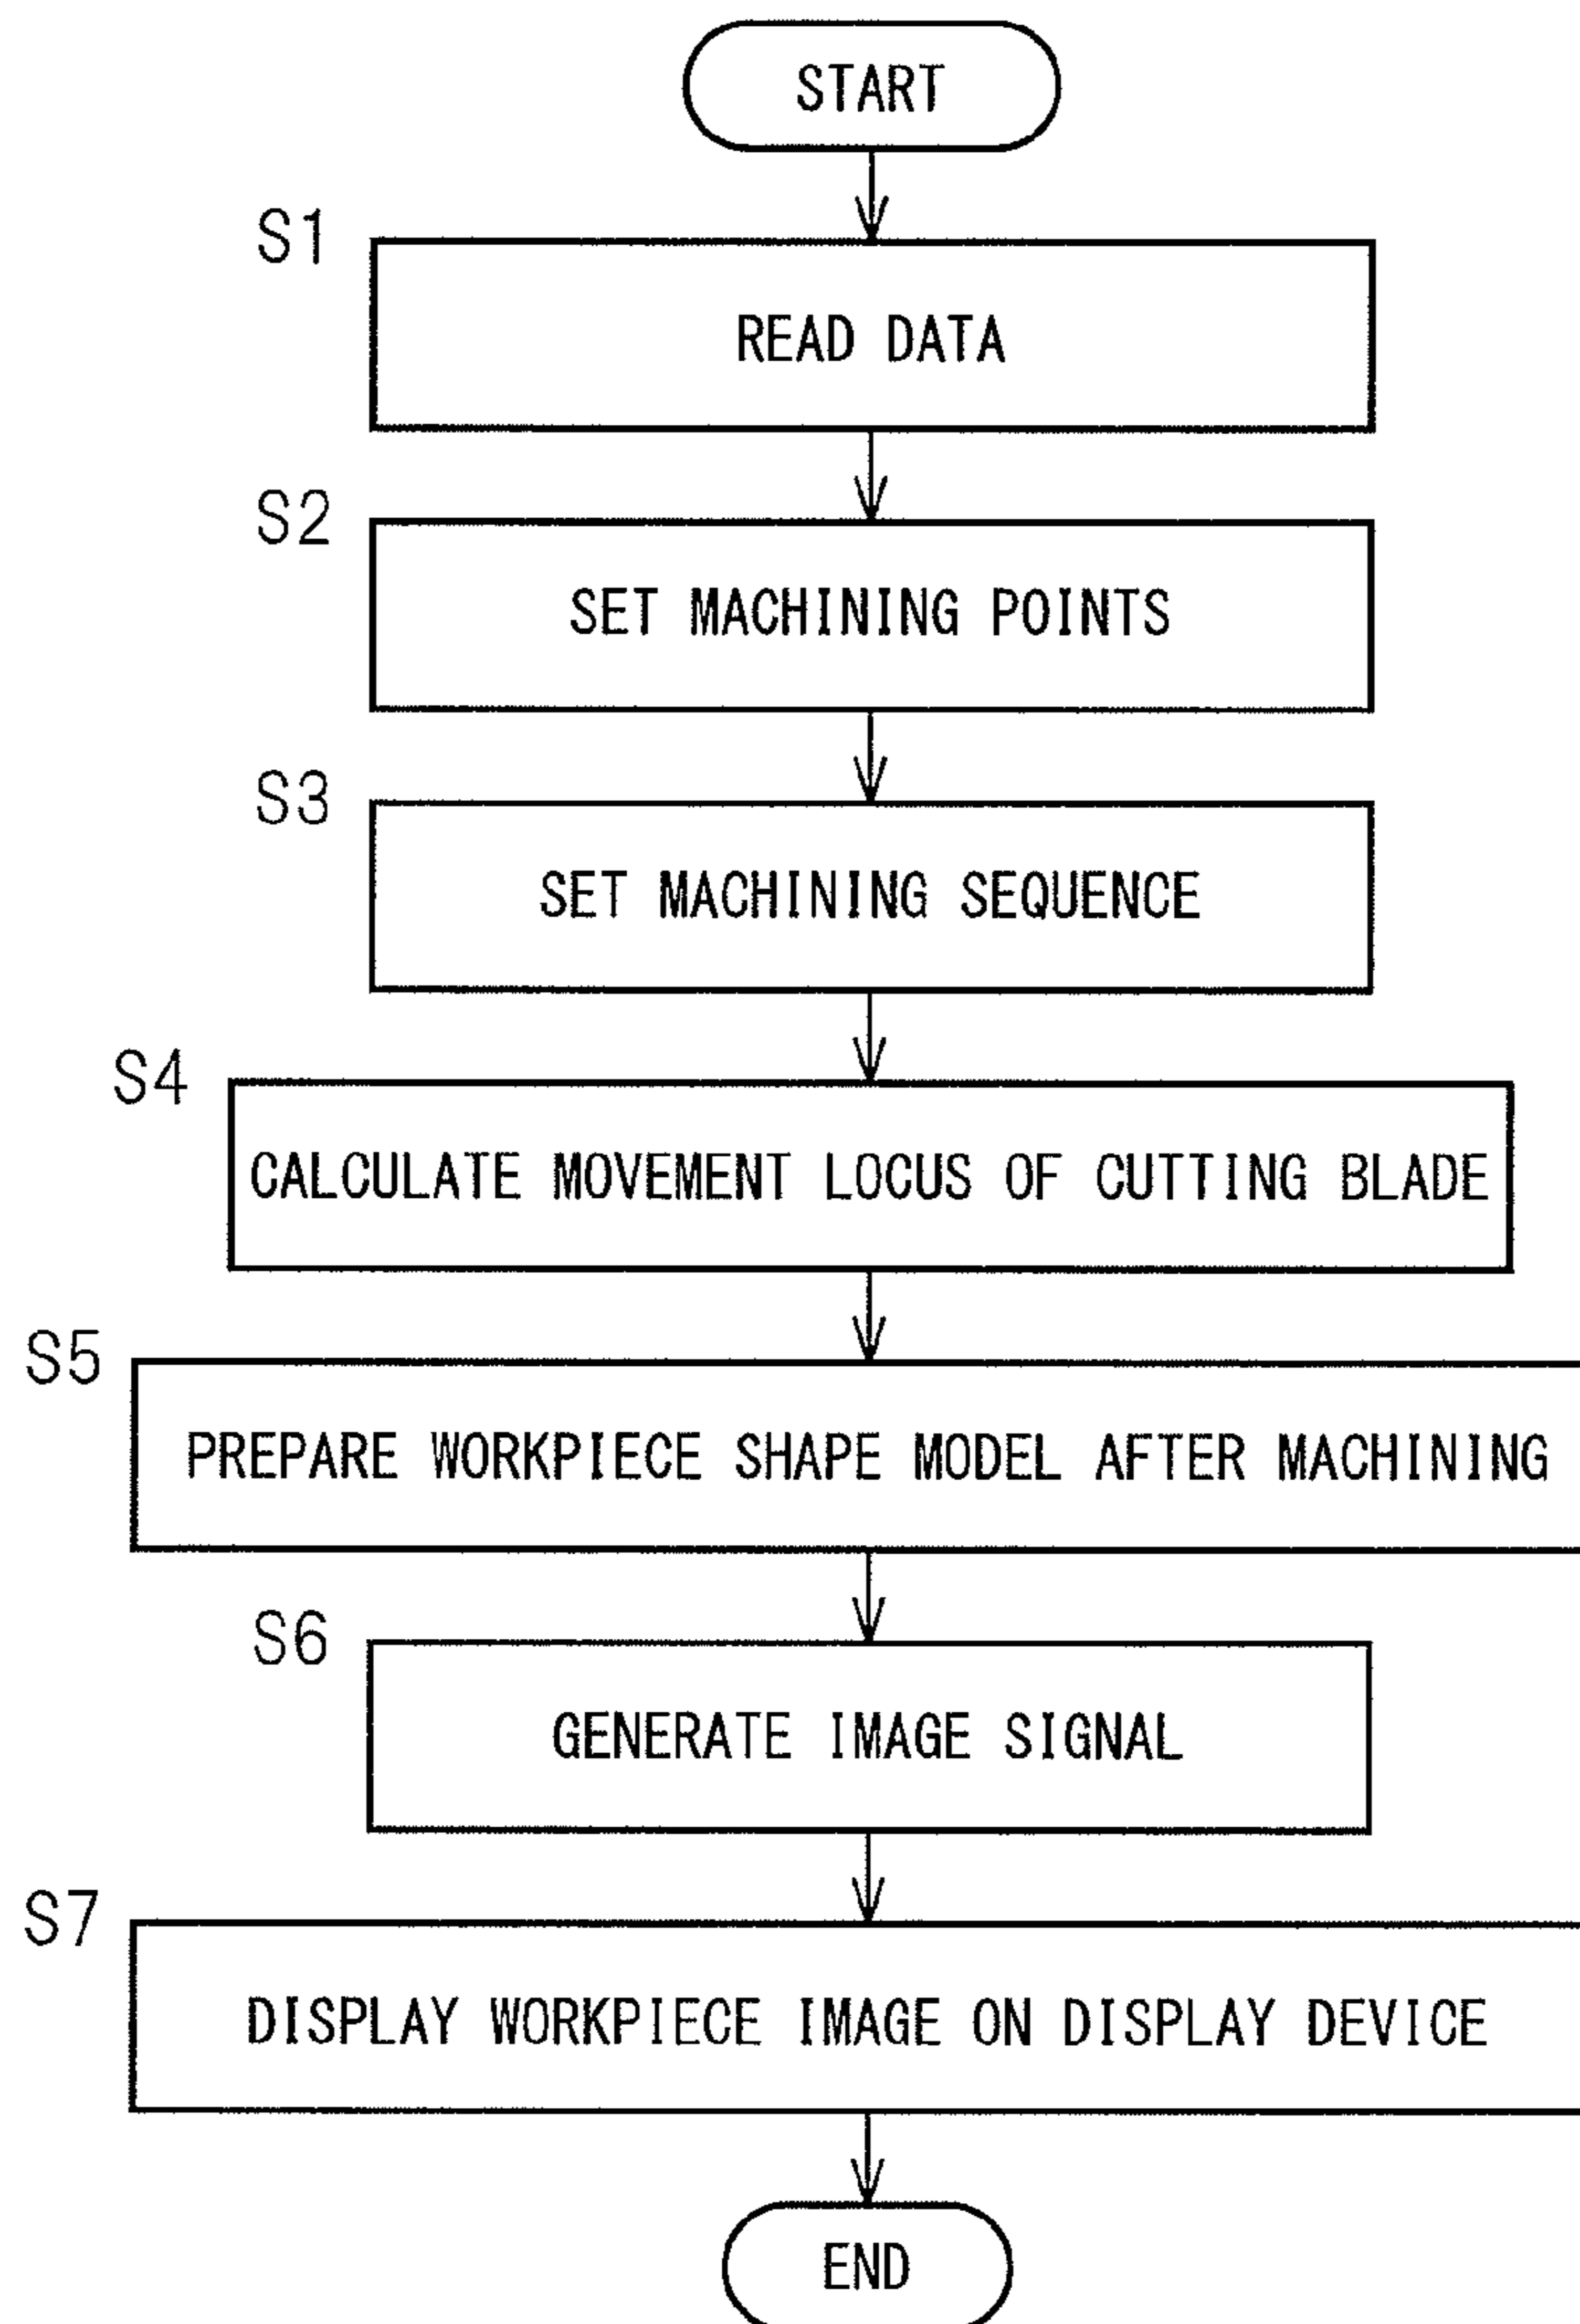 START
S1
READ DATA
S2
SET MACHINING POINTS
S3
SET MACHINING SEQUENCE
S4
CALCULATE MOVEMENT LOCUS OF CUTTING BLADE
S5
PREPARE WORKPIECE SHAPE MODEL AFTER MACHINING
S6
GENERATE IMAGE SIGNAL
S7
DISPLAY WORKPIECE IMAGE ON DISPLAY DEVICE
END